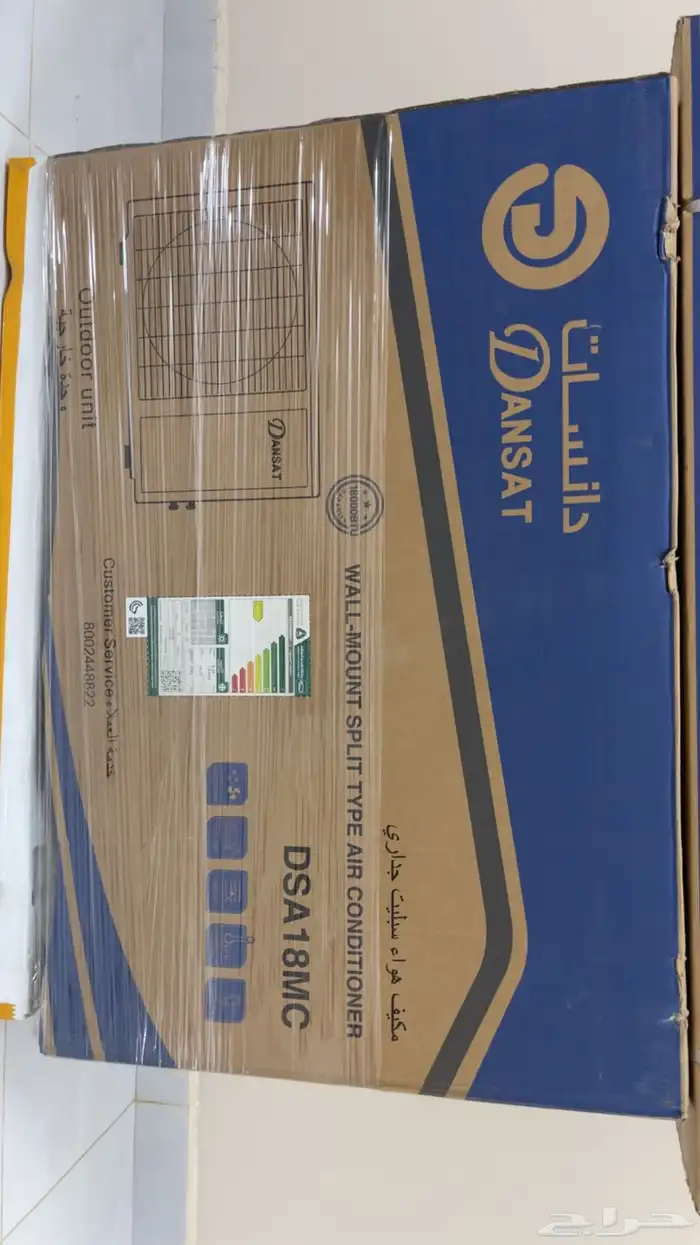 دانسات
DANSAT
مكيف هواء سبليت جداري
WALL-MOUNT SPLIT TYPE AIR CONDITIONER
18000BTU
DSA18MC
DANSAT
Outdoor unit
وحدة خارجية
Customer Service خدمة العملاء
8002448822
حراج